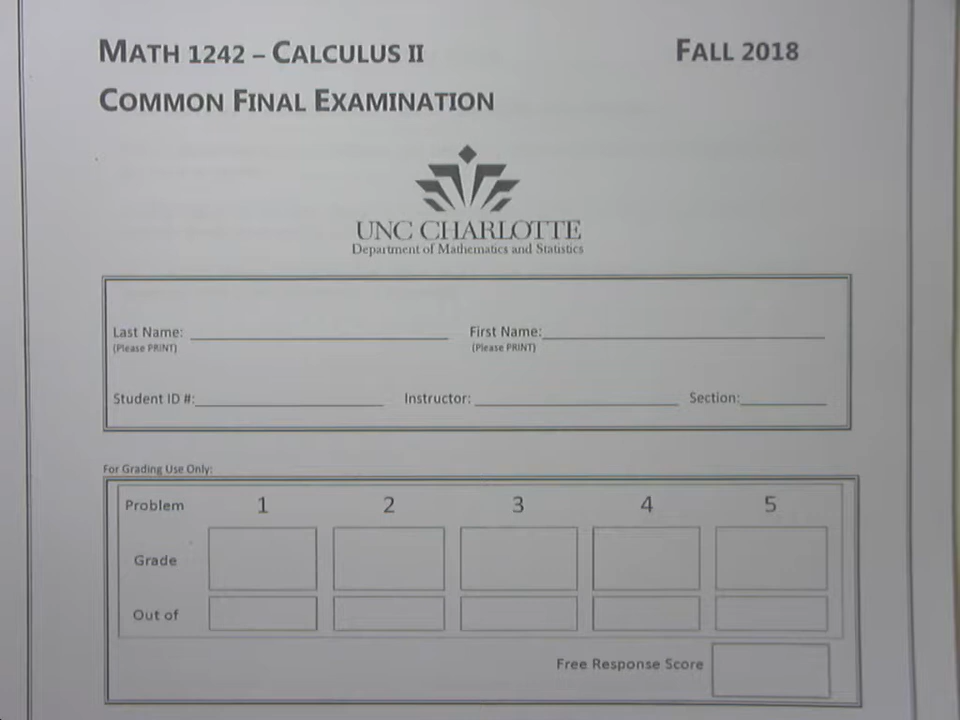 MATH 1242 – CALCULUS II FALL 2018
COMMON FINAL EXAMINATION
UNC CHARLOTTE
Department of Mathematics and Statistics
Last Name: First Name:
(Please PRINT) (Please PRINT)
Student ID #: Instructor: Section:
For Grading Use Only:
Problem 1 2 3 4 5
Grade
Out of
Free Response Score